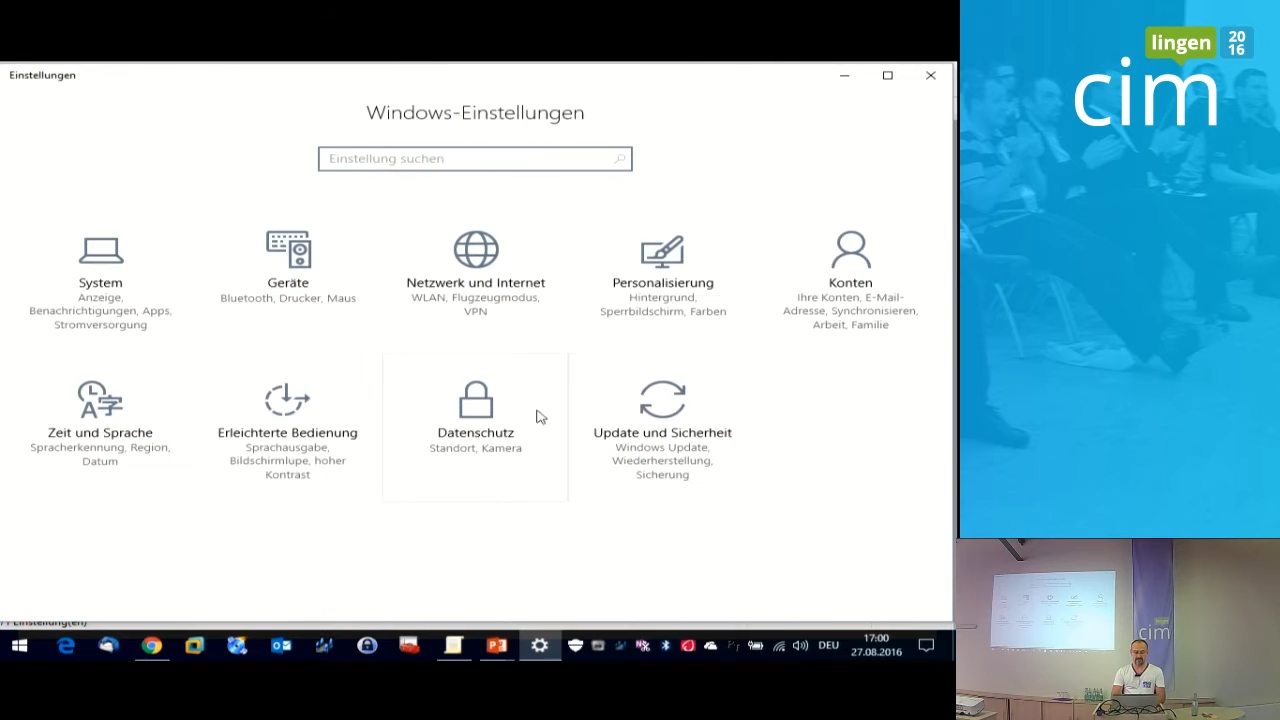 Einstellungen
Windows-Einstellungen
Einstellung suchen
System
Anzeige,
Benachrichtigungen, Apps,
Stromversorgung
Geräte
Bluetooth, Drucker, Maus
Netzwerk und Internet
WLAN, Flugzeugmodus,
VPN
Personalisierung
Hintergrund,
Sperrbildschirm, Farben
Konten
Ihre Konten, E-Mail-
Adresse, Synchronisieren,
Arbeit, Familie
Zeit und Sprache
Spracherkennung, Region,
Datum
Erleichterte Bedienung
Sprachausgabe,
Bildschirmlupe, hoher
Kontrast
Datenschutz
Standort, Kamera
Update und Sicherheit
Windows Update,
Wiederherstellung,
Sicherung
Einstellung(en)
DEU
17:00
27.08.2016
lingen
20
16
cim
cim